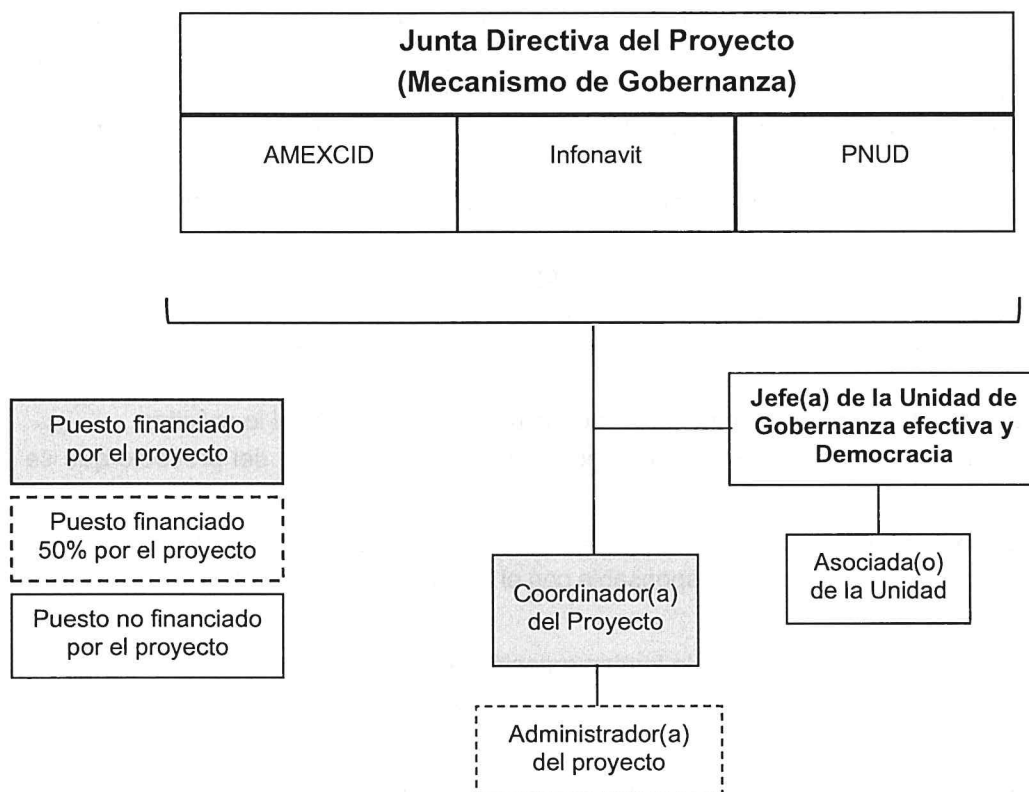 Junta Directiva del Proyecto
(Mecanismo de Gobernanza)
AMEXCID
Infonavit
PNUD
Jefe(a) de la Unidad de
Gobernanza efectiva y
Democracia
Puesto financiado
por el proyecto
Puesto financiado
50% por el proyecto
Puesto no financiado
por el proyecto
Asociada(o)
de la Unidad
Coordinador(a)
del Proyecto
Administrador(a)
del proyecto